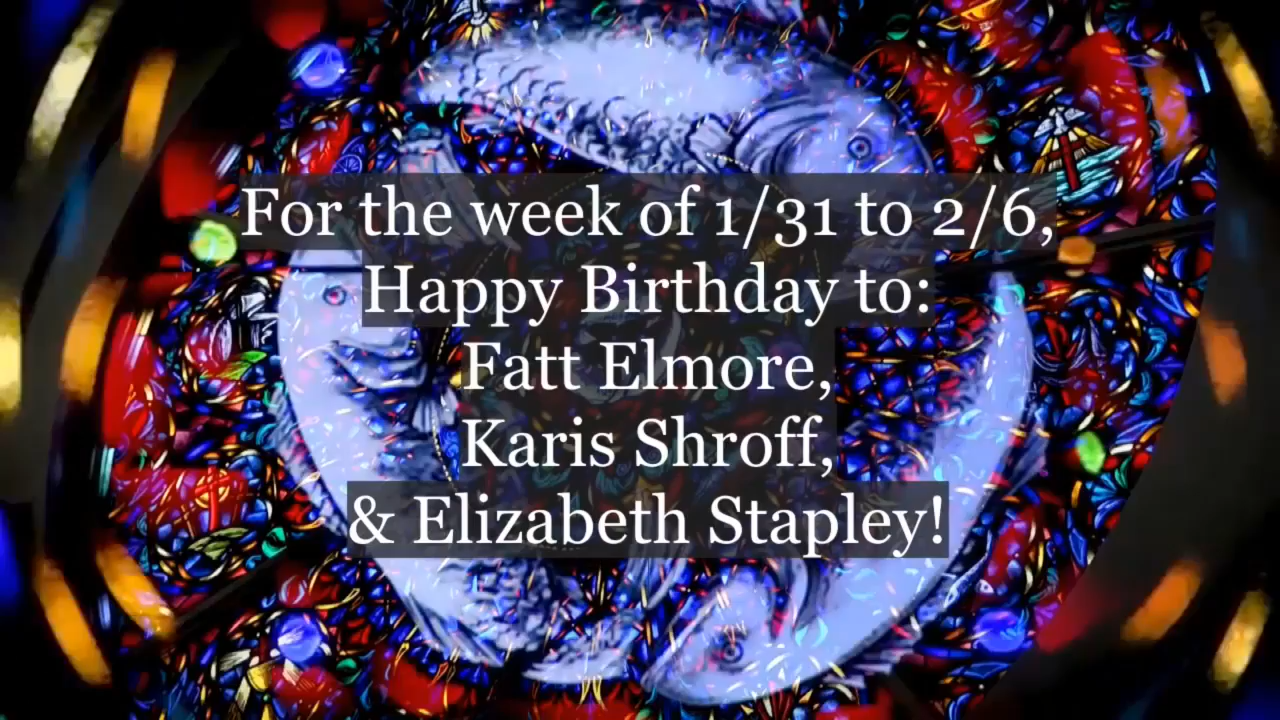 For the week of 1/31 to 2/6,
Happy Birthday to:
Fatt Elmore,
Karis Shroff,
& Elizabeth Stapley!